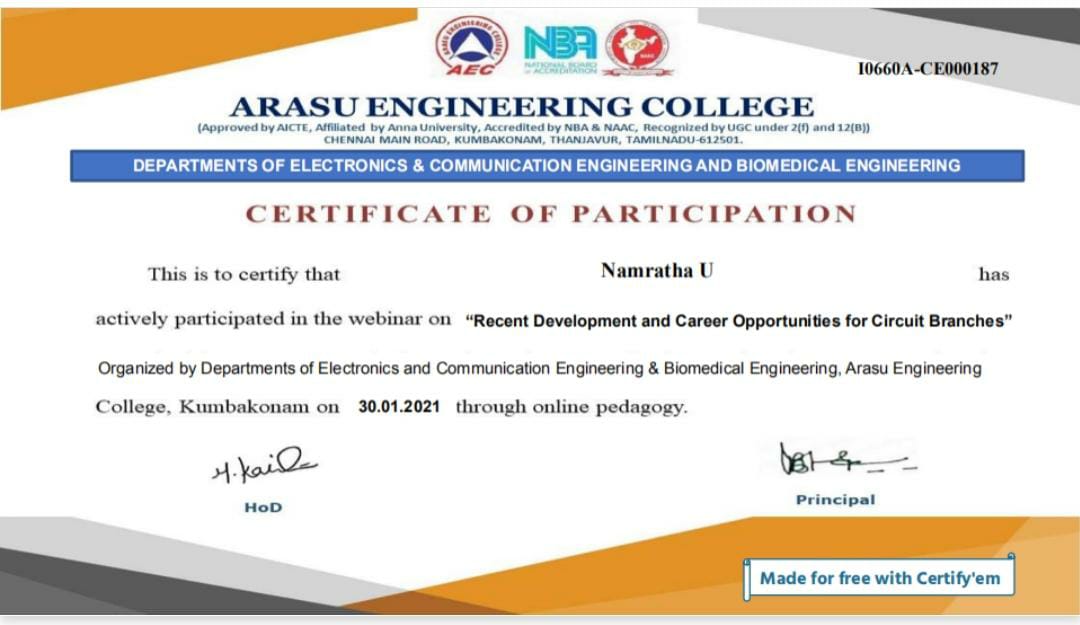 AEC
NBA
NATIONAL BOARD
of ACCREDITATION
I0660A-CE000187
ARASU ENGINEERING COLLEGE
(Approved by AICTE, Affiliated by Anna University, Accredited by NBA & NAAC, Recognized by UGC under 2(f) and 12(B))
CHENNAI MAIN ROAD, KUMBAKONAM, THANJAVUR, TAMILNADU-612501.
DEPARTMENTS OF ELECTRONICS & COMMUNICATION ENGINEERING AND BIOMEDICAL ENGINEERING
CERTIFICATE OF PARTICIPATION
This is to certify that Namratha U has
actively participated in the webinar on “Recent Development and Career Opportunities for Circuit Branches”
Organized by Departments of Electronics and Communication Engineering & Biomedical Engineering, Arasu Engineering
College, Kumbakonam on 30.01.2021 through online pedagogy.
HoD
Principal
Made for free with Certify'em